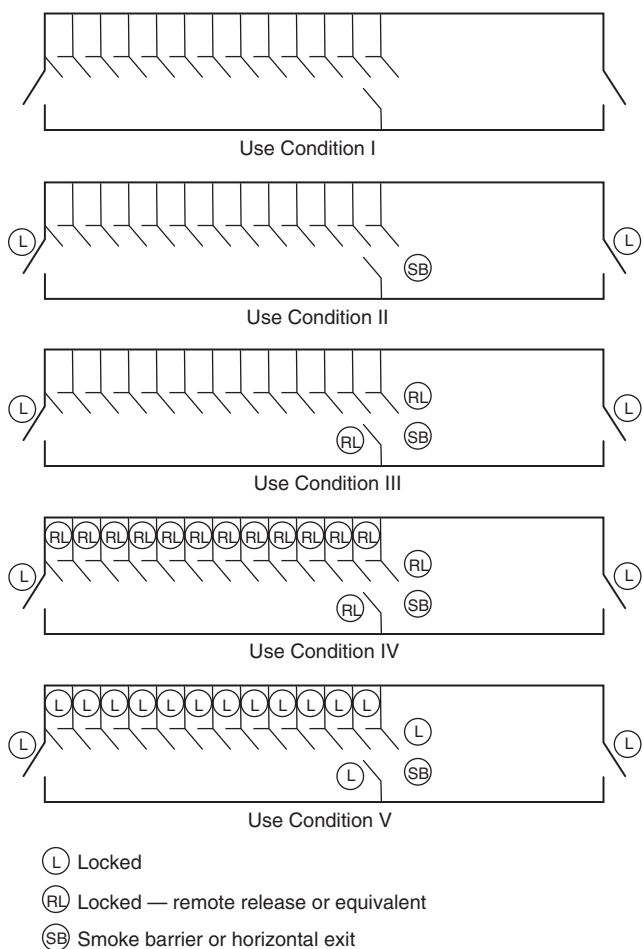 Use Condition I
L L
SB
Use Condition II
L RL L
RL SB
Use Condition III
RL RL RL RL RL RL RL RL RL RL RL RL
L RL L
RL SB
Use Condition IV
L L L L L L L L L L L L
L L L
L SB
Use Condition V
L Locked
RL Locked — remote release or equivalent
SB Smoke barrier or horizontal exit